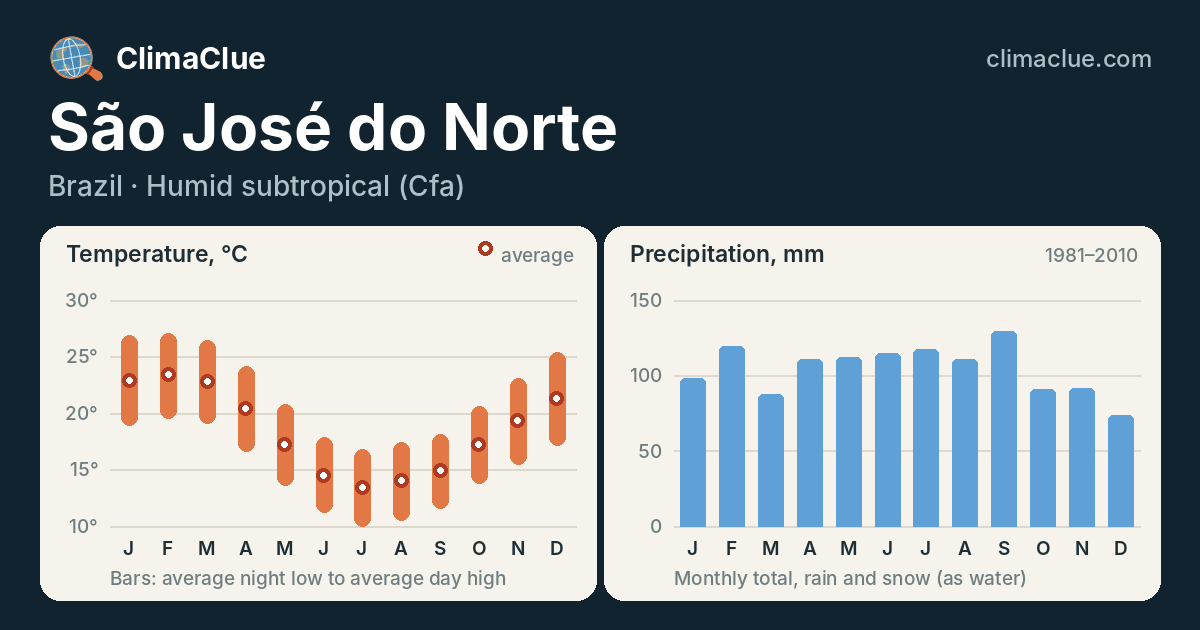 ClimaClue
climaclue.com
São José do Norte
Brazil · Humid subtropical (Cfa)
Temperature, °C
average
30°
25°
20°
15°
10°
J F M A M J J A S O N D
Bars: average night low to average day high
Precipitation, mm
1981–2010
150
100
50
0
J F M A M J J A S O N D
Monthly total, rain and snow (as water)